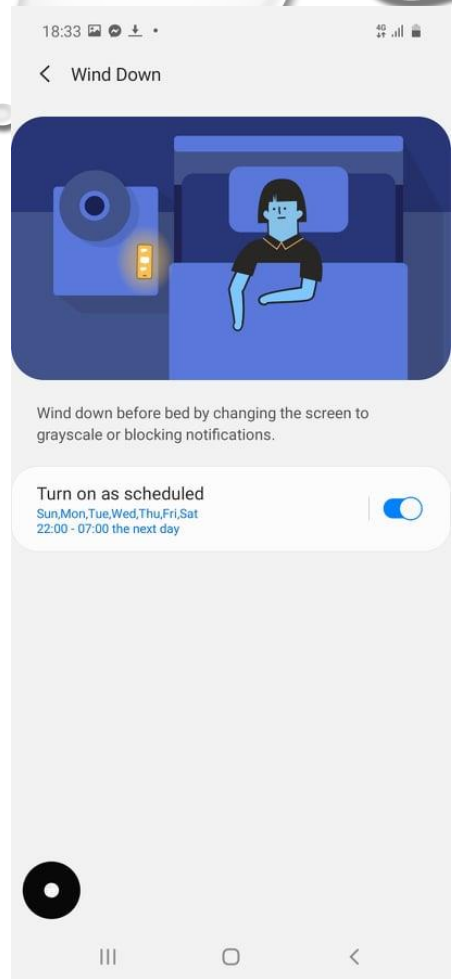 18:33
4G
Wind Down
Wind down before bed by changing the screen to
grayscale or blocking notifications.
Turn on as scheduled
Sun,Mon,Tue,Wed,Thu,Fri,Sat
22:00 - 07:00 the next day